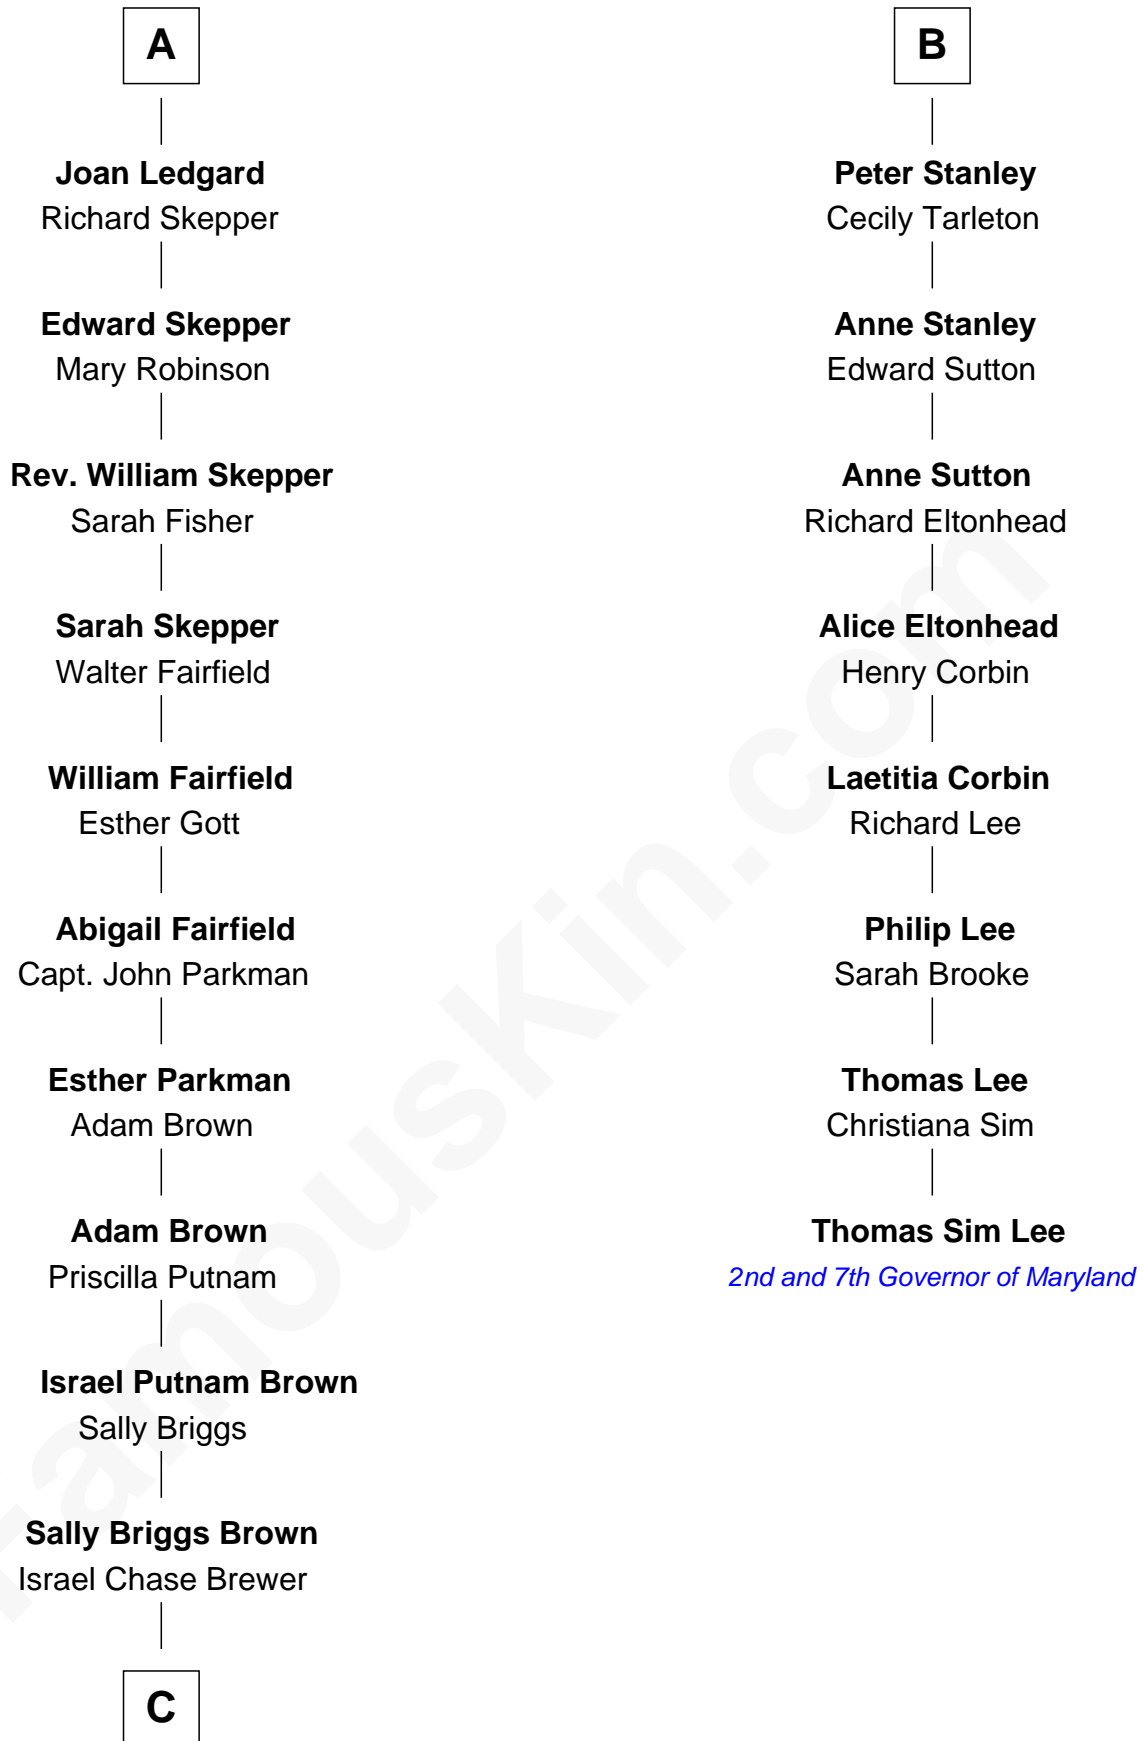 A
Joan Ledgard
Richard Skepper
Edward Skepper
Mary Robinson
Rev. William Skepper
Sarah Fisher
Sarah Skepper
Walter Fairfield
William Fairfield
Esther Gott
Abigail Fairfield
Capt. John Parkman
Esther Parkman
Adam Brown
Adam Brown
Priscilla Putnam
Israel Putnam Brown
Sally Briggs
Sally Briggs Brown
Israel Chase Brewer
C
B
Peter Stanley
Cecily Tarleton
Anne Stanley
Edward Sutton
Anne Sutton
Richard Eltonhead
Alice Eltonhead
Henry Corbin
Laetitia Corbin
Richard Lee
Philip Lee
Sarah Brooke
Thomas Lee
Christiana Sim
Thomas Sim Lee
2nd and 7th Governor of Maryland
FamousKin.com